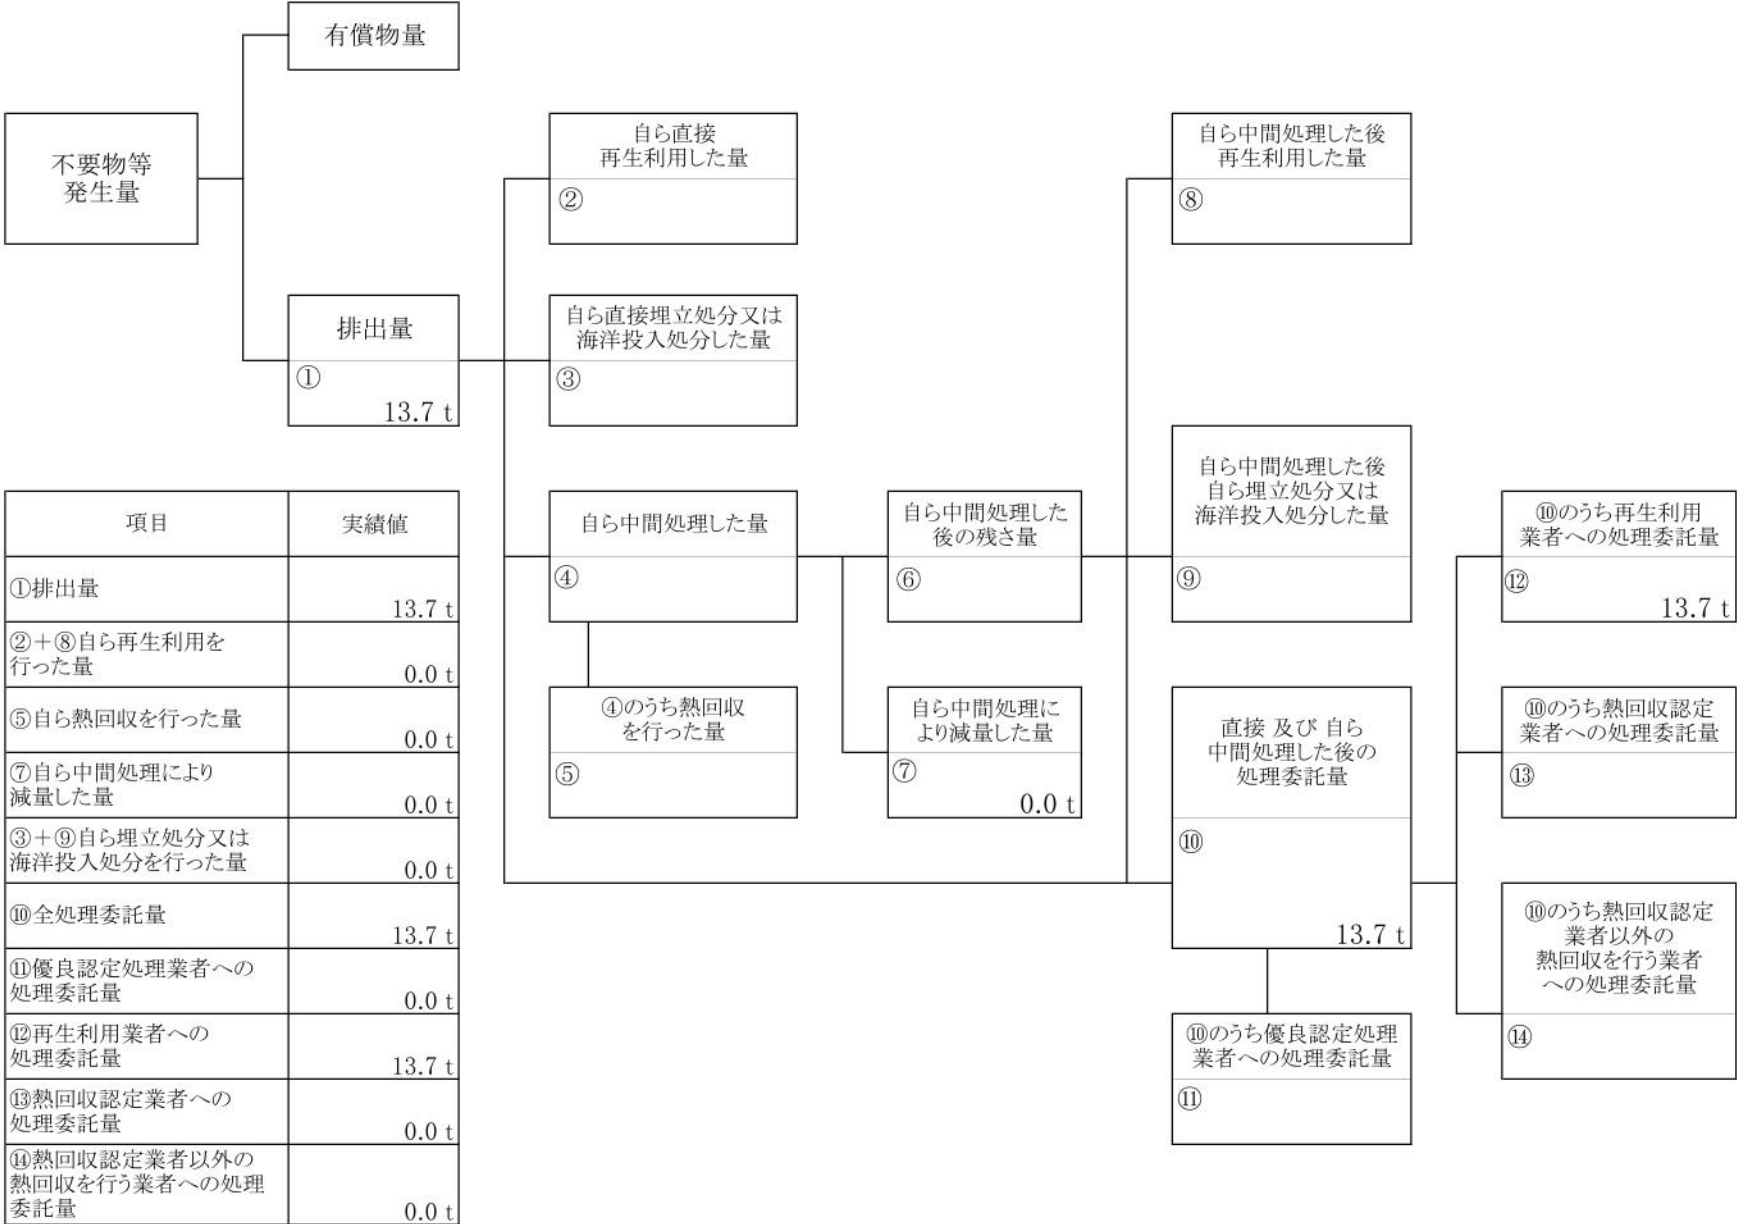 有償物量
不要物等
発生量
自ら直接
再生利用した量
②
自ら中間処理した後
再生利用した量
⑧
排出量
①
13.7 t
自ら直接埋立処分又は
海洋投入処分した量
③
自ら中間処理した量
④
自ら中間処理した
後の残さ量
⑥
自ら中間処理した後
自ら埋立処分又は
海洋投入処分した量
⑨
⑩のうち再生利用
業者への処理委託量
⑫
13.7 t
④のうち熱回収
を行った量
⑤
自ら中間処理に
より減量した量
⑦
0.0 t
直接 及び 自ら
中間処理した後の
処理委託量
⑩
13.7 t
⑩のうち熱回収認定
業者への処理委託量
⑬
⑩のうち熱回収認定
業者以外の
熱回収を行う業者
への処理委託量
⑭
⑩のうち優良認定処理
業者への処理委託量
⑪
項目
実績値
①排出量
13.7 t
②＋⑧自ら再生利用を
行った量
0.0 t
⑤自ら熱回収を行った量
0.0 t
⑦自ら中間処理により
減量した量
0.0 t
③＋⑨自ら埋立処分又は
海洋投入処分を行った量
0.0 t
⑩全処理委託量
13.7 t
⑪優良認定処理業者への
処理委託量
0.0 t
⑫再生利用業者への
処理委託量
13.7 t
⑬熱回収認定業者への
処理委託量
0.0 t
⑭熱回収認定業者以外の
熱回収を行う業者への処理
委託量
0.0 t